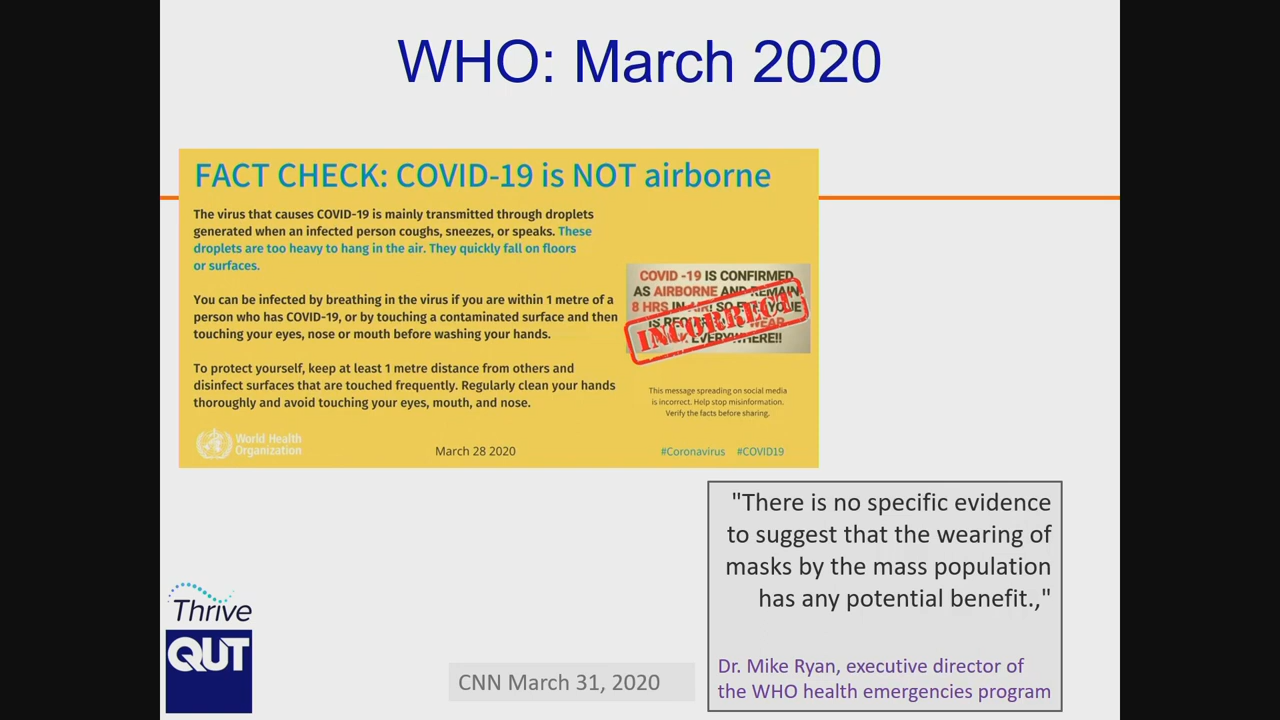 WHO: March 2020
FACT CHECK: COVID-19 is NOT airborne
The virus that causes COVID-19 is mainly transmitted through droplets
generated when an infected person coughs, sneezes, or speaks. These
droplets are too heavy to hang in the air. They quickly fall on floors
or surfaces.
You can be infected by breathing in the virus if you are within 1 metre of a
person who has COVID-19, or by touching a contaminated surface and then
touching your eyes, nose or mouth before washing your hands.
To protect yourself, keep at least 1 metre distance from others and
disinfect surfaces that are touched frequently. Regularly clean your hands
thoroughly and avoid touching your eyes, mouth, and nose.
COVID -19 IS CONFIRMED
AS AIRBORNE AND REMAIN
8 HRS IN AIR! SO EVERYONE
IS WEAR
EVERYWHERE!!
INCORRECT
This message spreading on social media
is incorrect. Help stop misinformation.
Verify the facts before sharing.
World Health
Organization
March 28 2020
#Coronavirus #COVID19
"There is no specific evidence
to suggest that the wearing of
masks by the mass population
has any potential benefit.,"
Dr. Mike Ryan, executive director of
the WHO health emergencies program
CNN March 31, 2020
Thrive
QUT